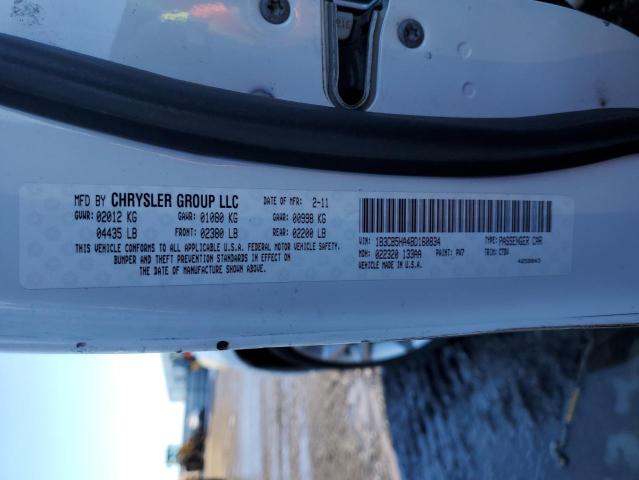 MFD BY CHRYSLER GROUP LLC DATE OF MFR: 2-11
GVWR: 02012 KG GAWR: 01080 KG GAWR: 00998 KG
04435 LB FRONT: 02380 LB REAR: 02200 LB
THIS VEHICLE CONFORMS TO ALL APPLICABLE U.S.A. FEDERAL MOTOR VEHICLE SAFETY,
BUMPER AND THEFT PREVENTION STANDARDS IN EFFECT ON
THE DATE OF MANUFACTURE SHOWN ABOVE.
VIN: 1B3CB5HA4BD160834 TYPE: PASSENGER CAR
MDH: 022320 133AA PAINT: PW7 TRIM: CTDV
VEHICLE MADE IN U.S.A.